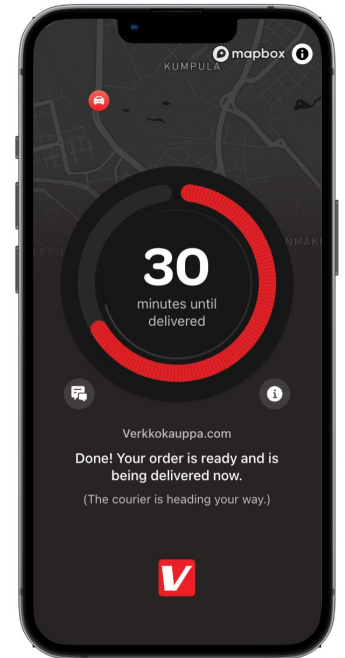 mapbox
KUMPULA
30
minutes until
delivered
Verkkokauppa.com
Done! Your order is ready and is
being delivered now.
(The courier is heading your way.)
V